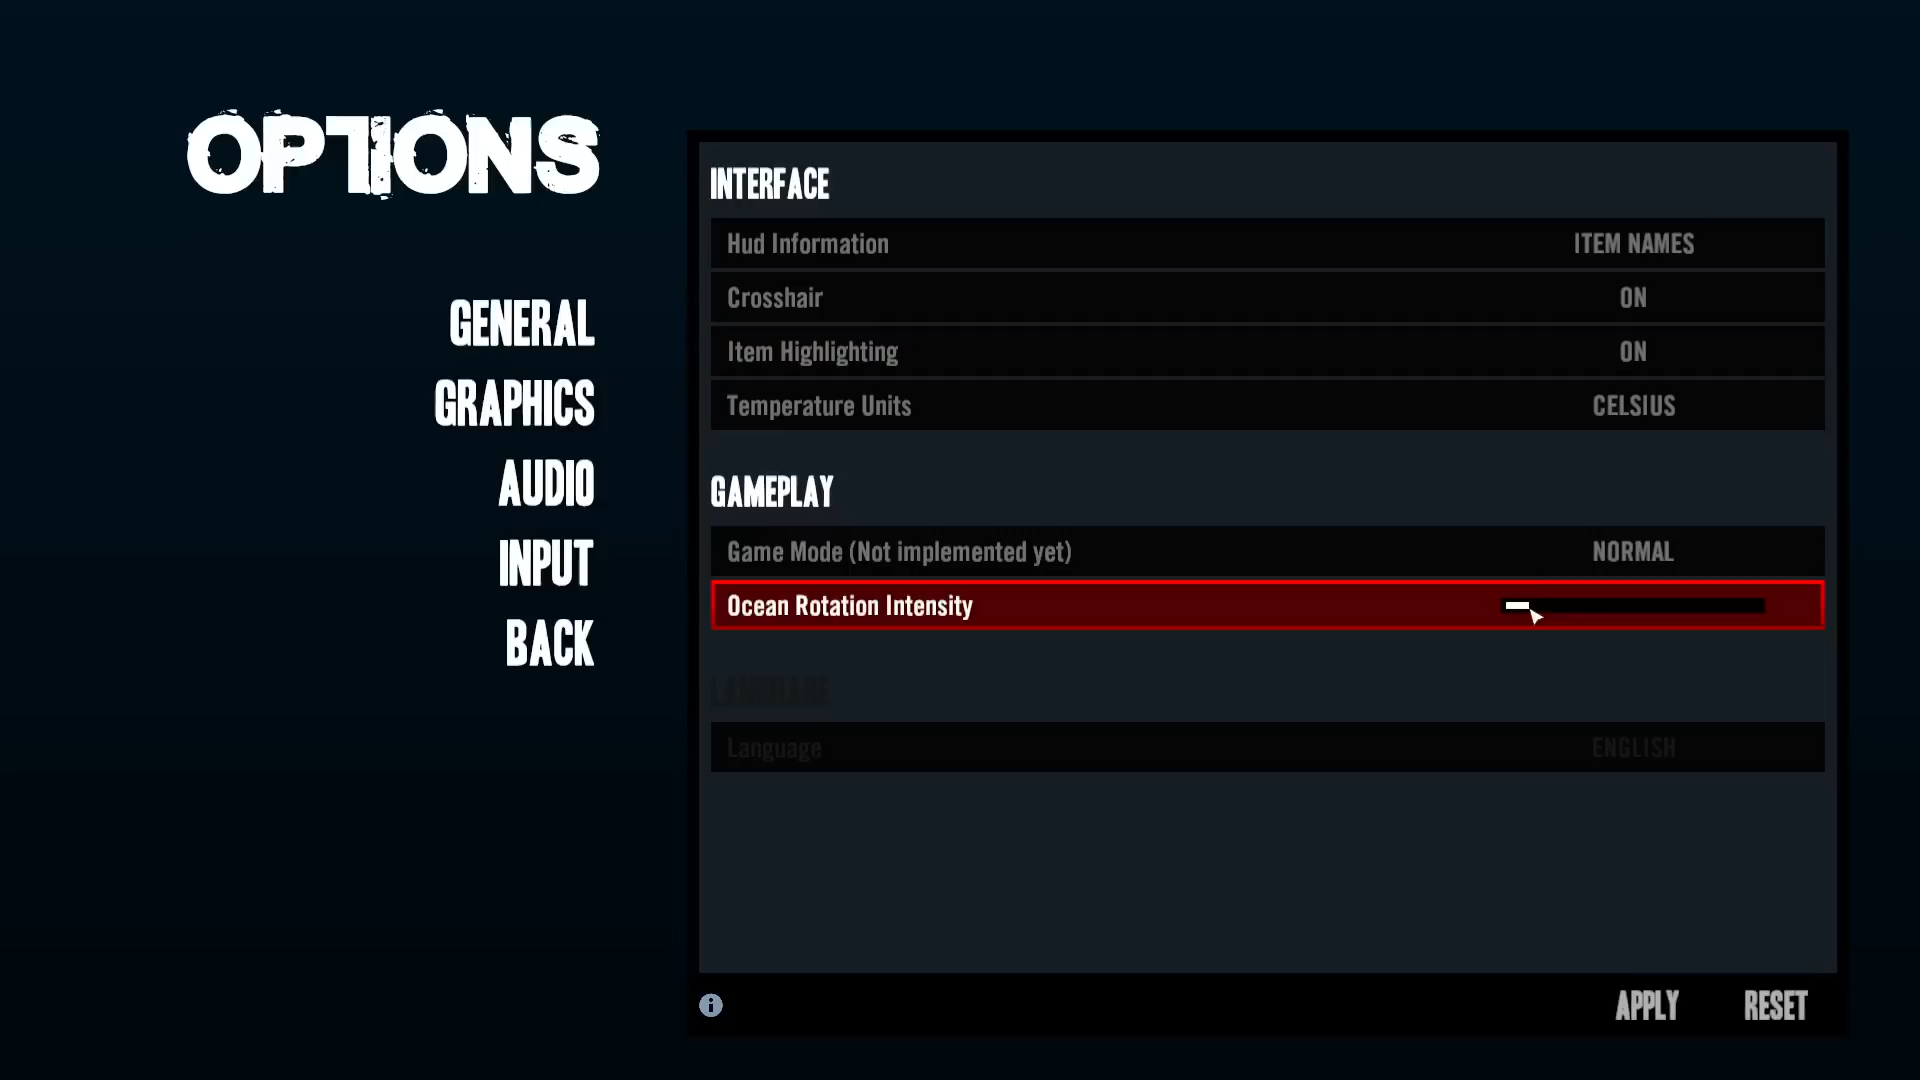 OPTIONS
GENERAL
GRAPHICS
AUDIO
INPUT
BACK
INTERFACE
Hud Information ITEM NAMES
Crosshair ON
Item Highlighting ON
Temperature Units CELSIUS
GAMEPLAY
Game Mode (Not implemented yet) NORMAL
Ocean Rotation Intensity
LANGUAGE
Language ENGLISH
APPLY RESET